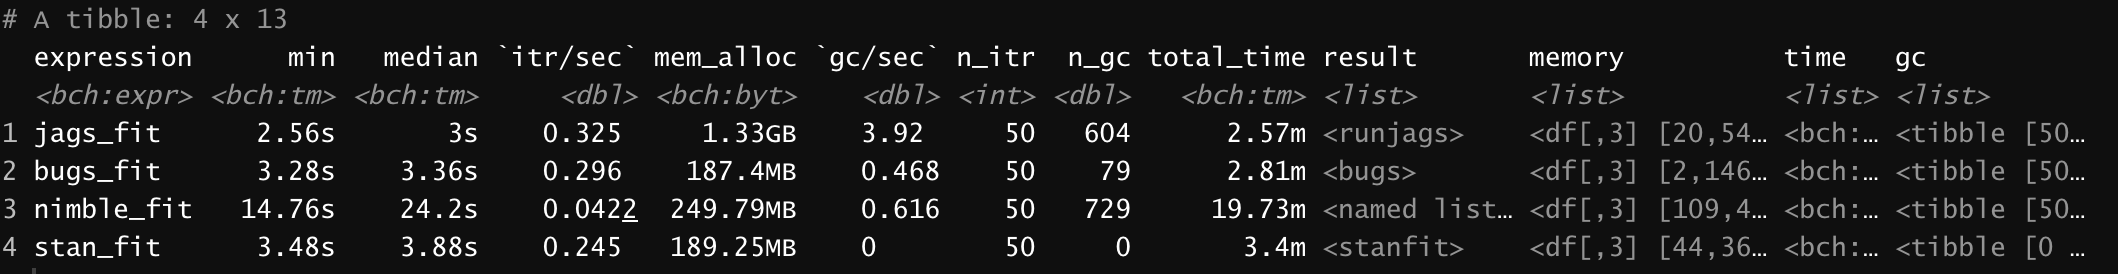 # A tibble: 4 x 13
expression min median `itr/sec` mem_alloc `gc/sec` n_itr n_gc total_time result memory time gc
<bch:expr> <bch:tm> <bch:tm> <dbl> <bch:byt> <dbl> <int> <dbl> <bch:tm> <list> <list> <list> <list>
1 jags_fit 2.56s 3s 0.325 1.33GB 3.92 50 604 2.57m <runjags> <df[,3] [20,54… <bch:… <tibble [50…
2 bugs_fit 3.28s 3.36s 0.296 187.4MB 0.468 50 79 2.81m <bugs> <df[,3] [2,146… <bch:… <tibble [50…
3 nimble_fit 14.76s 24.2s 0.0422 249.79MB 0.616 50 729 19.73m <named list… <df[,3] [109,4… <bch:… <tibble [50…
4 stan_fit 3.48s 3.88s 0.245 189.25MB 0 50 0 3.4m <stanfit> <df[,3] [44,36… <bch:… <tibble [0 …